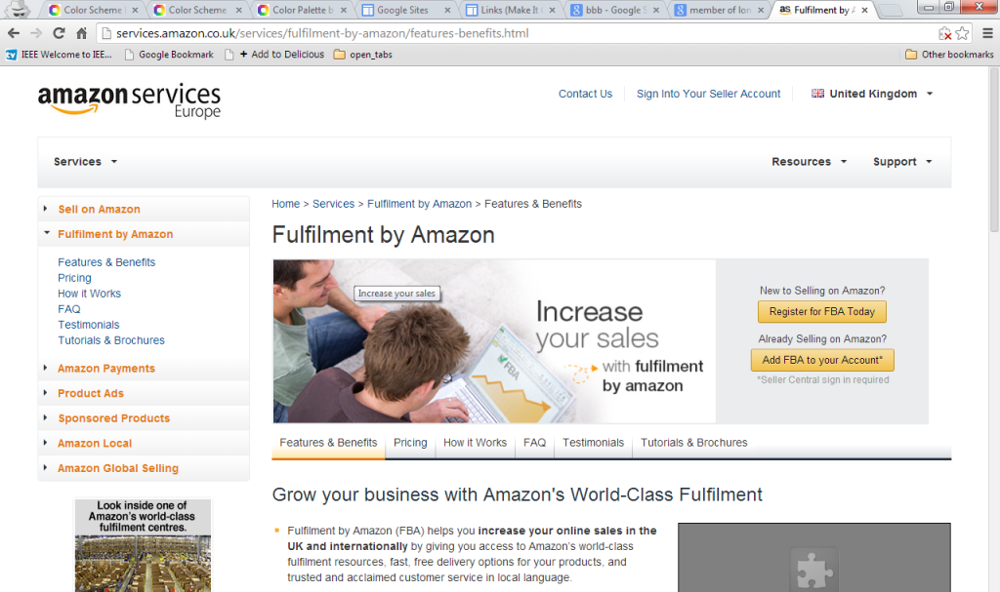 Color Scheme
Color Scheme
Color Palette b
Google Sites
Links (Make It
bbb - Google S
member of lon
Fulfilment by A
services.amazon.co.uk/services/fulfilment-by-amazon/features-benefits.html
IEEE Welcome to IEE...
Google Bookmark
+ Add to Delicious
open_tabs
Other bookmarks
amazonservices
Europe
Contact Us
Sign Into Your Seller Account
United Kingdom
Services
Resources
Support
Sell on Amazon
Fulfilment by Amazon
Features & Benefits
Pricing
How it Works
FAQ
Testimonials
Tutorials & Brochures
Amazon Payments
Product Ads
Sponsored Products
Amazon Local
Amazon Global Selling
Look inside one of
Amazon's world-class
fulfilment centres.
Home > Services > Fulfilment by Amazon > Features & Benefits
Fulfilment by Amazon
Increase your sales
FBA
Increase
your sales
with fulfilment
by amazon
New to Selling on Amazon?
Register for FBA Today
Already Selling on Amazon?
Add FBA to your Account*
*Seller Central sign in required
Features & Benefits
Pricing
How it Works
FAQ
Testimonials
Tutorials & Brochures
Grow your business with Amazon's World-Class Fulfilment
Fulfilment by Amazon (FBA) helps you increase your online sales in the
UK and internationally by giving you access to Amazon's world-class
fulfilment resources, fast, free delivery options for your products, and
trusted and acclaimed customer service in local language.